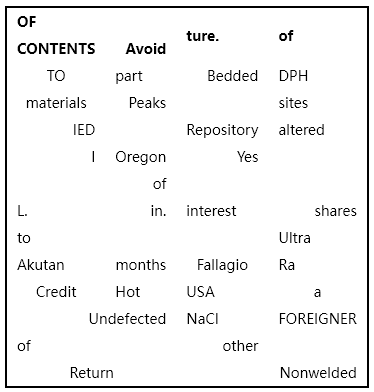 OF CONTENTS Avoid ture. of
TO part Bedded DPH
materials Peaks sites
IED Repository altered
I Oregon Yes
of
L. in. interest shares
to Ultra
Akutan months Fallagio Ra
Credit Hot USA a
Undefected NaCl FOREIGNER
of other
Return Nonwelded